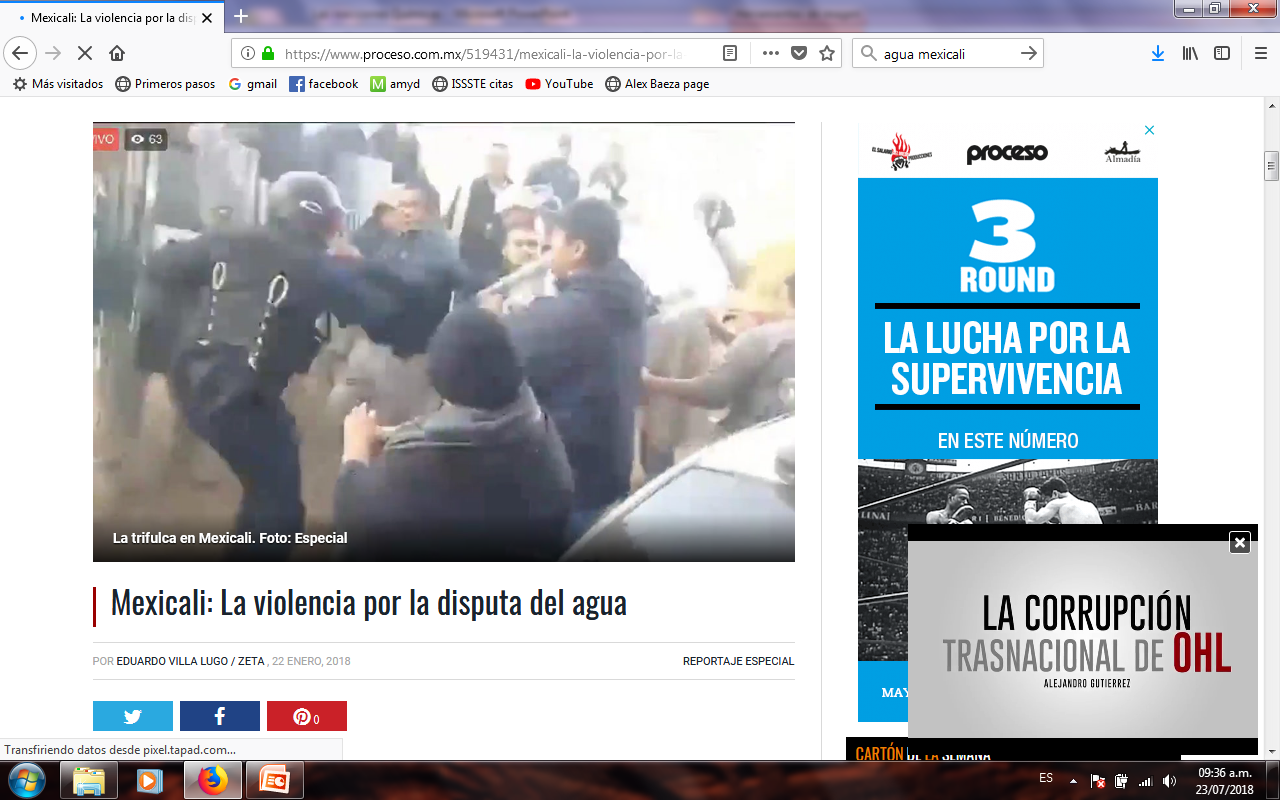 Mexicali: La violencia por la dis
https://www.proceso.com.mx/519431/mexicali-la-violencia-por-la
agua mexicali
Más visitados
Primeros pasos
G gmail
facebook
M amyd
ISSSTE citas
YouTube
Alex Baeza page
IVO
63
La trifulca en Mexicali. Foto: Especial
Mexicali: La violencia por la disputa del agua
POR EDUARDO VILLA LUGO / ZETA , 22 ENERO, 2018
REPORTAJE ESPECIAL
0
proceso
Almadía
3
ROUND
LA LUCHA POR LA
SUPERVIVENCIA
EN ESTE NÚMERO
MAY
LA CORRUPCIÓN
TRASNACIONAL DE OHL
ALEJANDRO GUTIERREZ
CARTÓN DE LA SEMANA
Transfiriendo datos desde pixel.tapad.com...
ES
09:36 a.m.
23/07/2018